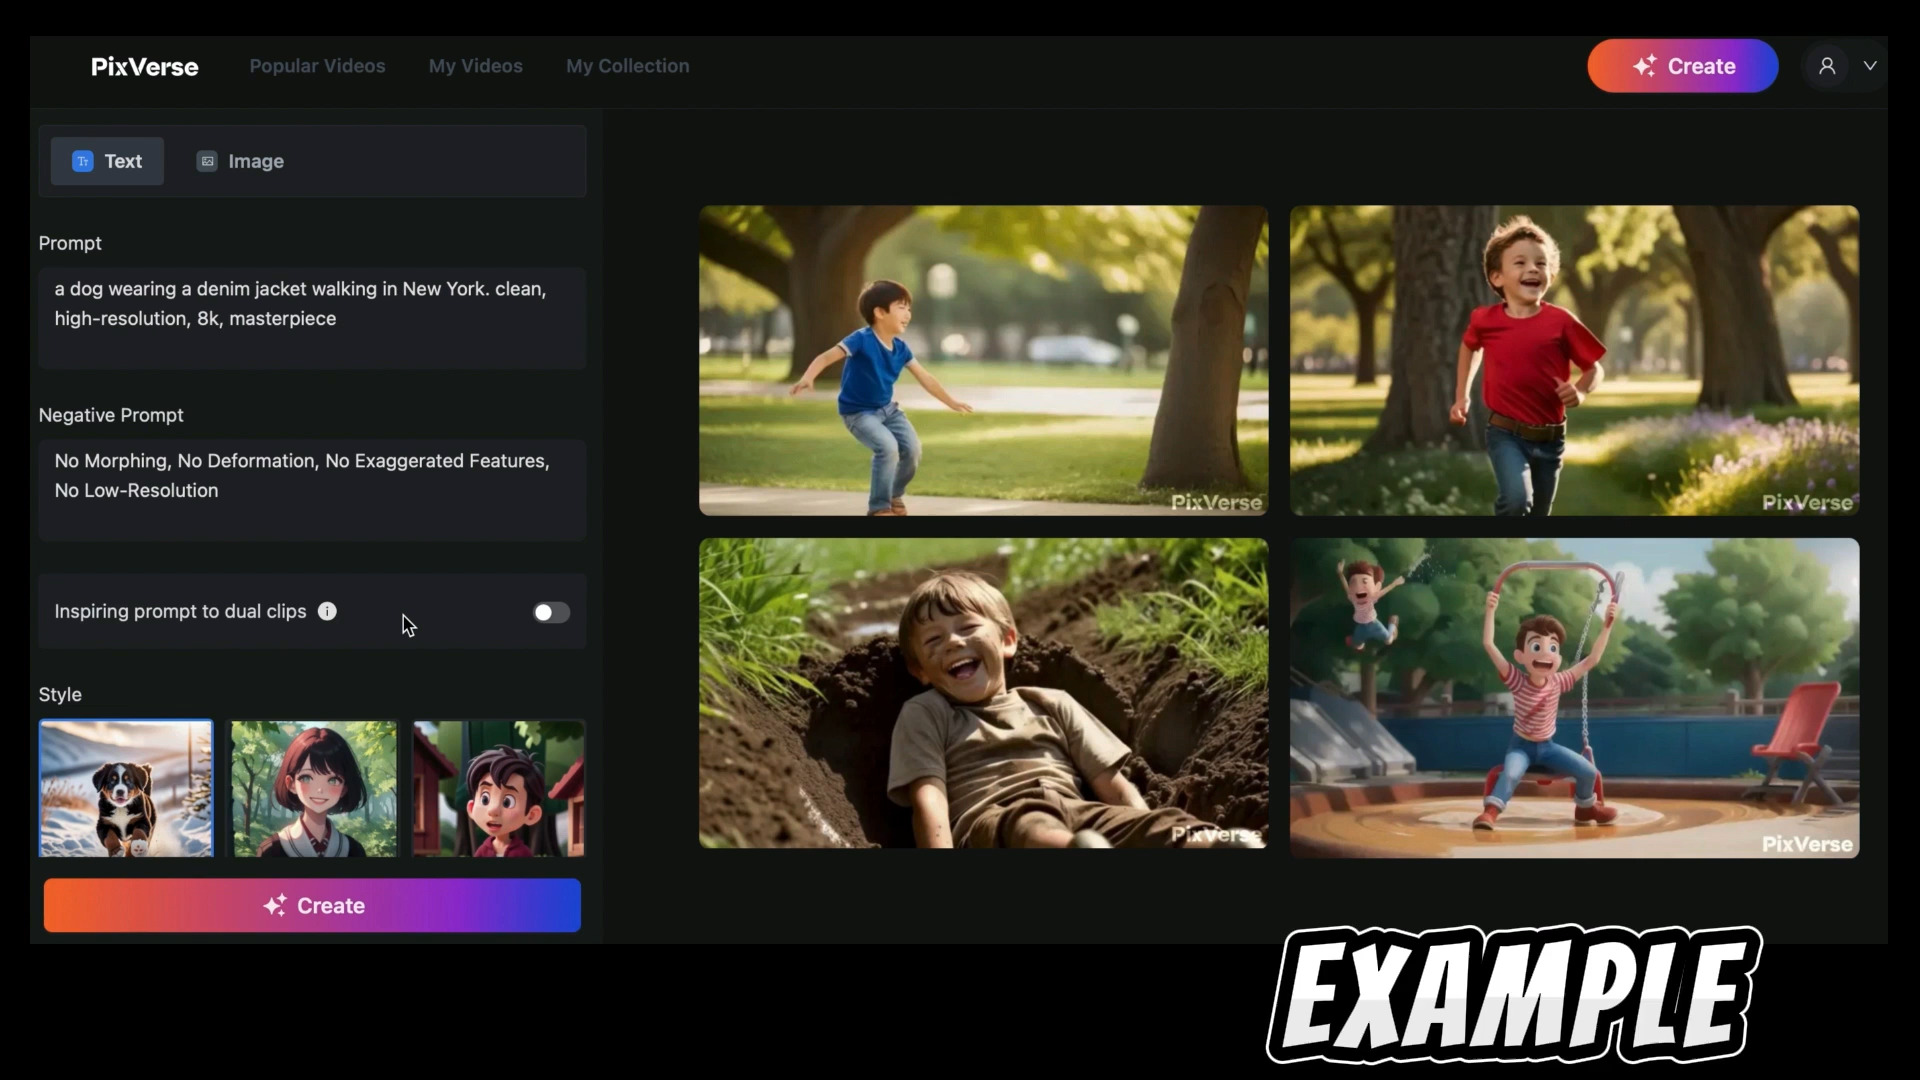 PixVerse
Popular Videos
My Videos
My Collection
Create
Text
Image
Prompt
a dog wearing a denim jacket walking in New York. clean,
high-resolution, 8k, masterpiece
Negative Prompt
No Morphing, No Deformation, No Exaggerated Features,
No Low-Resolution
Inspiring prompt to dual clips
Style
Create
PixVerse
PixVerse
PixVerse
PixVerse
EXAMPLE